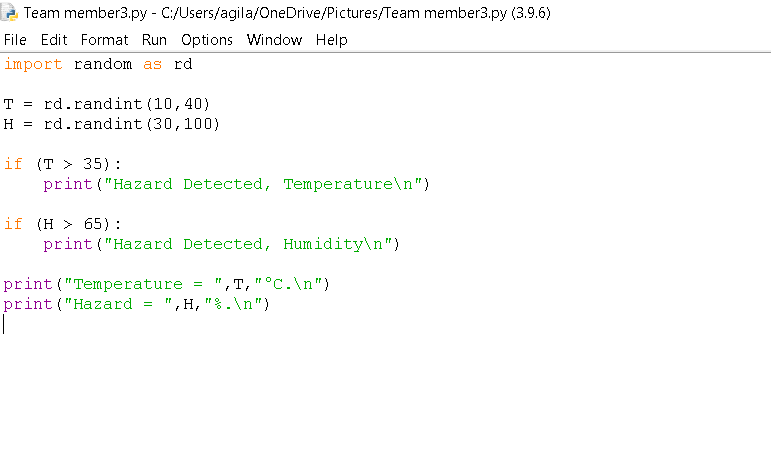 Team member3.py - C:/Users/agila/OneDrive/Pictures/Team member3.py (3.9.6)
File Edit Format Run Options Window Help
import random as rd

T = rd.randint(10,40)
H = rd.randint(30,100)

if (T > 35):
    print("Hazard Detected, Temperature\n")

if (H > 65):
    print("Hazard Detected, Humidity\n")

print("Temperature = ",T,"°C.\n")
print("Hazard = ",H,"%.\n")